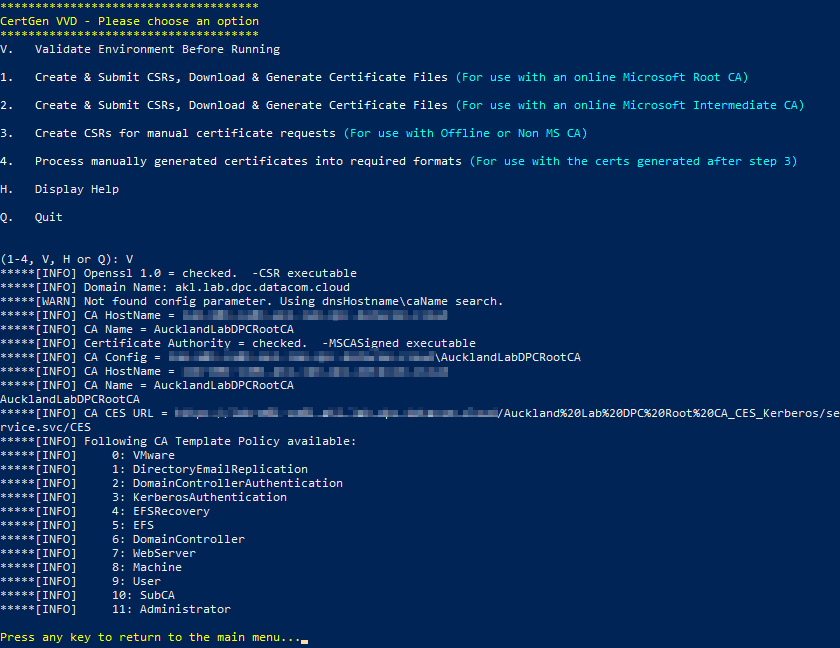 *************************************
CertGen VVD - Please choose an option
*************************************
V.   Validate Environment Before Running
1.   Create & Submit CSRs, Download & Generate Certificate Files (For use with an online Microsoft Root CA)
2.   Create & Submit CSRs, Download & Generate Certificate Files (For use with an online Microsoft Intermediate CA)
3.   Create CSRs for manual certificate requests (For use with Offline or Non MS CA)
4.   Process manually generated certificates into required formats (For use with the certs generated after step 3)
H.   Display Help
Q.   Quit
(1-4, V, H or Q): V
*****[INFO] Openssl 1.0 = checked.  -CSR executable
*****[INFO] Domain Name: akl.lab.dpc.datacom.cloud
*****[WARN] Not found config parameter. Using dnsHostname\caName search.
*****[INFO] CA HostName =
*****[INFO] CA Name = AucklandLabDPCRootCA
*****[INFO] Certificate Authority = checked.  -MSCASigned executable
*****[INFO] CA Config = \AucklandLabDPCRootCA
*****[INFO] CA HostName =
*****[INFO] CA Name = AucklandLabDPCRootCA
AucklandLabDPCRootCA
*****[INFO] CA CES URL = /Auckland%20Lab%20DPC%20Root%20CA_CES_Kerberos/se
rvice.svc/CES
*****[INFO] Following CA Template Policy available:
*****[INFO]     0: VMware
*****[INFO]     1: DirectoryEmailReplication
*****[INFO]     2: DomainControllerAuthentication
*****[INFO]     3: KerberosAuthentication
*****[INFO]     4: EFSRecovery
*****[INFO]     5: EFS
*****[INFO]     6: DomainController
*****[INFO]     7: WebServer
*****[INFO]     8: Machine
*****[INFO]     9: User
*****[INFO]     10: SubCA
*****[INFO]     11: Administrator
Press any key to return to the main menu..._